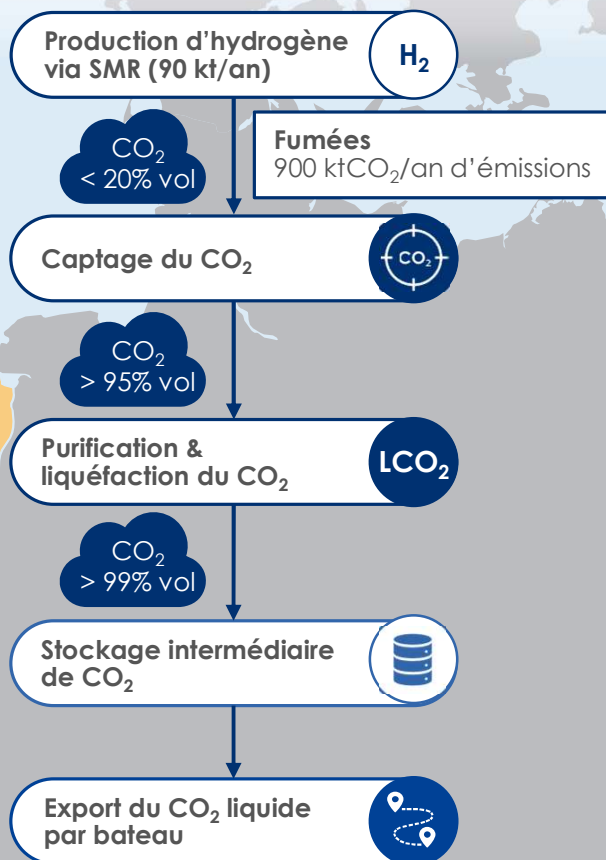 Production d’hydrogène
via SMR (90 kt/an)
H₂
CO₂
< 20% vol
Fumées
900 ktCO₂/an d’émissions
Captage du CO₂
CO₂
CO₂
> 95% vol
Purification &
liquéfaction du CO₂
LCO₂
CO₂
> 99% vol
Stockage intermédiaire
de CO₂
Export du CO₂ liquide
par bateau